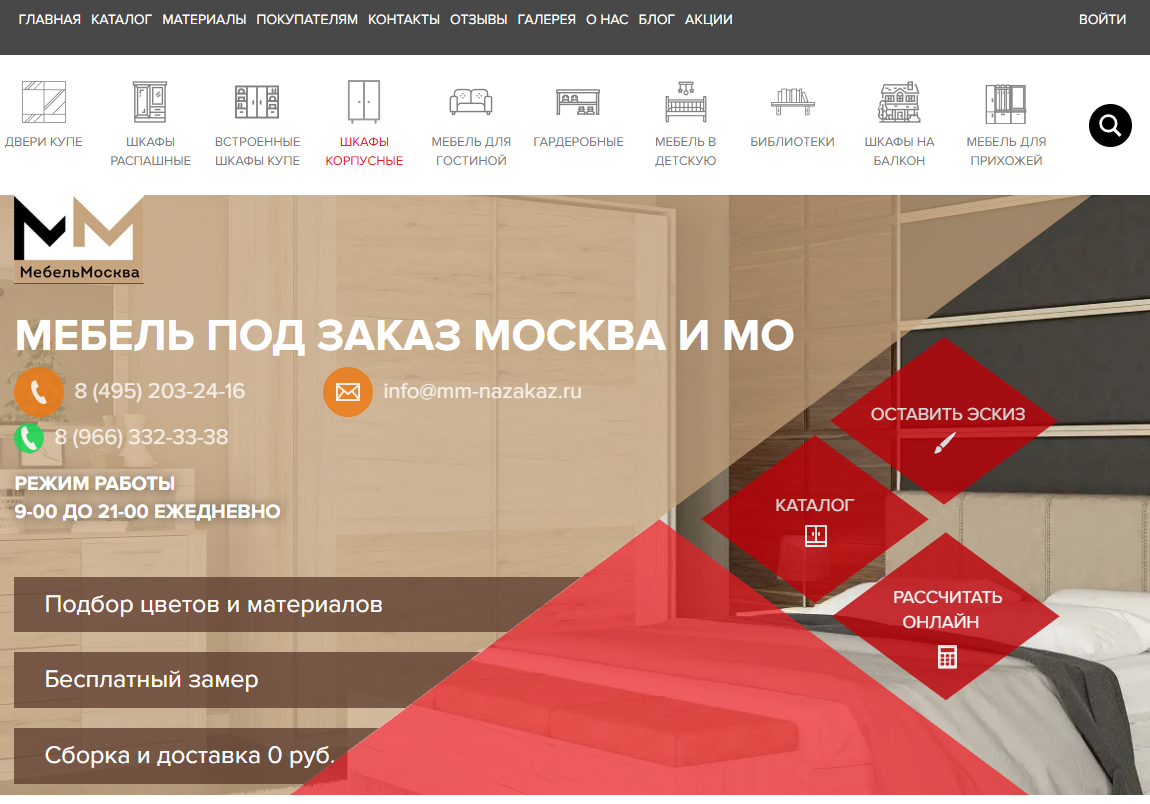 ГЛАВНАЯ КАТАЛОГ МАТЕРИАЛЫ ПОКУПАТЕЛЯМ КОНТАКТЫ ОТЗЫВЫ ГАЛЕРЕЯ О НАС БЛОГ АКЦИИ ВОЙТИ
ДВЕРИ КУПЕ
ШКАФЫ
РАСПАШНЫЕ
ВСТРОЕННЫЕ
ШКАФЫ КУПЕ
ШКАФЫ
КОРПУСНЫЕ
МЕБЕЛЬ ДЛЯ
ГОСТИНОЙ
ГАРДЕРОБНЫЕ
МЕБЕЛЬ В
ДЕТСКУЮ
БИБЛИОТЕКИ
ШКАФЫ НА
БАЛКОН
МЕБЕЛЬ ДЛЯ
ПРИХОЖЕЙ
ММ
МебельМосква
МЕБЕЛЬ ПОД ЗАКАЗ МОСКВА И МО
8 (495) 203-24-16
info@mm-nazakaz.ru
8 (966) 332-33-38
РЕЖИМ РАБОТЫ
9-00 ДО 21-00 ЕЖЕДНЕВНО
ОСТАВИТЬ ЭСКИЗ
КАТАЛОГ
РАССЧИТАТЬ
ОНЛАЙН
Подбор цветов и материалов
Бесплатный замер
Сборка и доставка 0 руб.